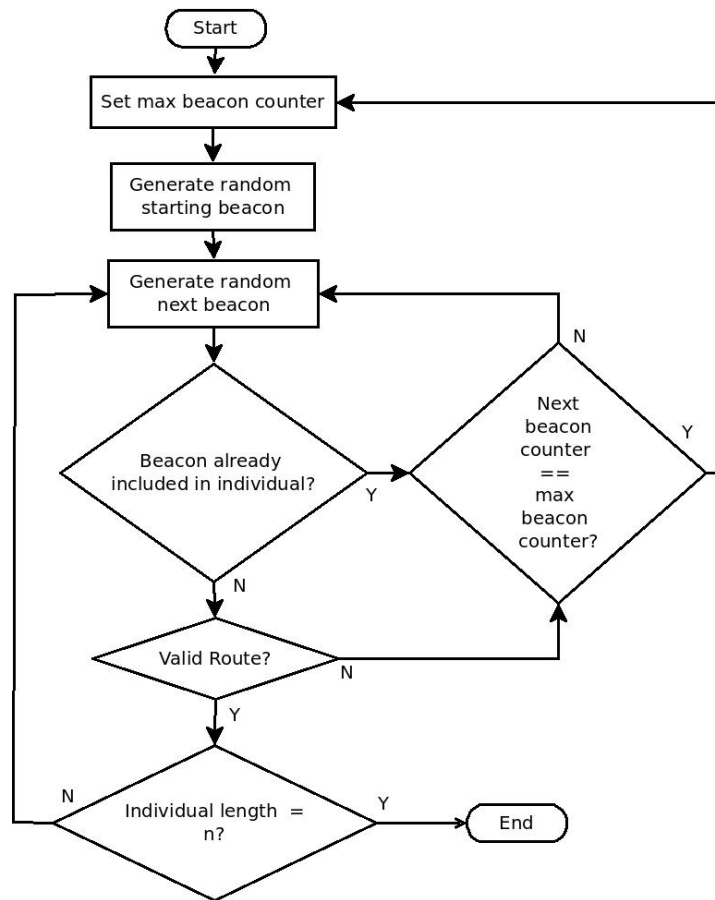 Start
Set max beacon counter
Generate random
starting beacon
Generate random
next beacon
N
Next
beacon
counter
==
max
beacon
counter?
Y
Beacon already
included in individual?
Y
N
Valid Route?
N
Y
N
Individual length =
n?
Y
End